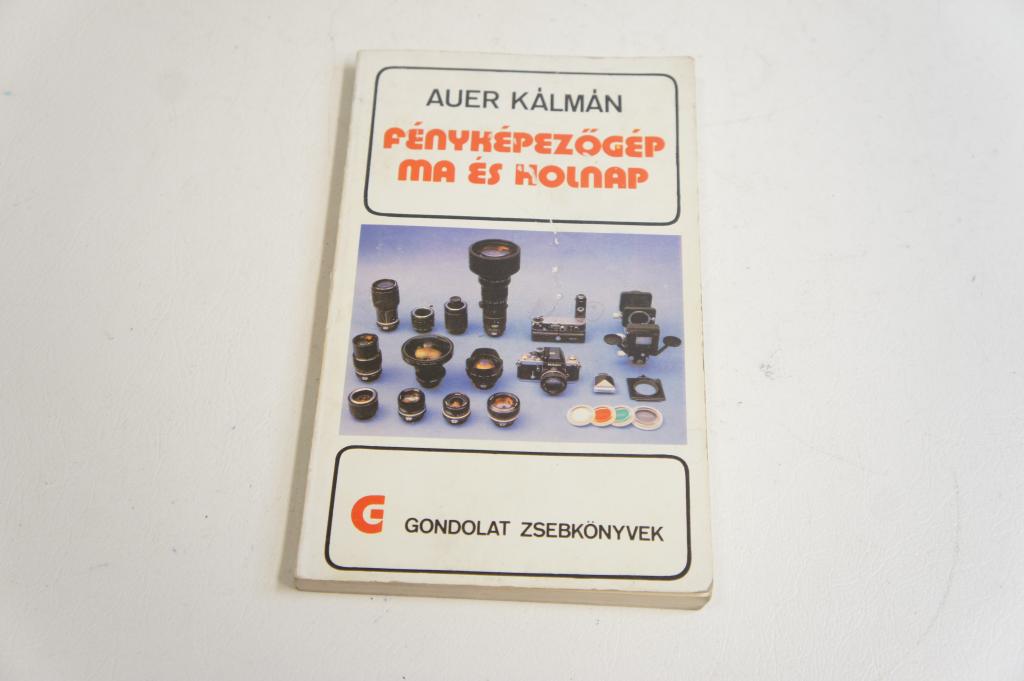 AUER KÁLMÁN
FÉNYKÉPEZŐGÉP
MA ÉS HOLNAP
G
GONDOLAT ZSEBKÖNYVEK